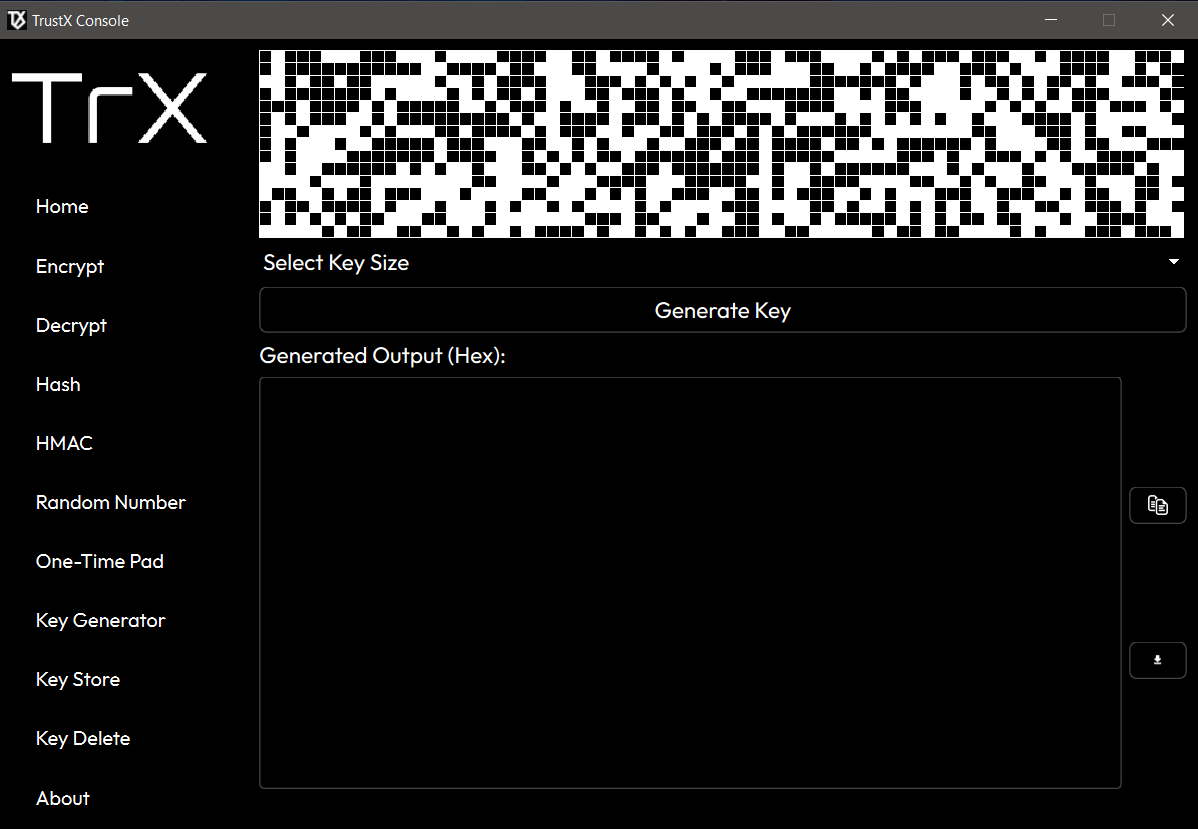 TrustX Console
TrX
Home
Encrypt
Decrypt
Hash
HMAC
Random Number
One-Time Pad
Key Generator
Key Store
Key Delete
About
Select Key Size
Generate Key
Generated Output (Hex):